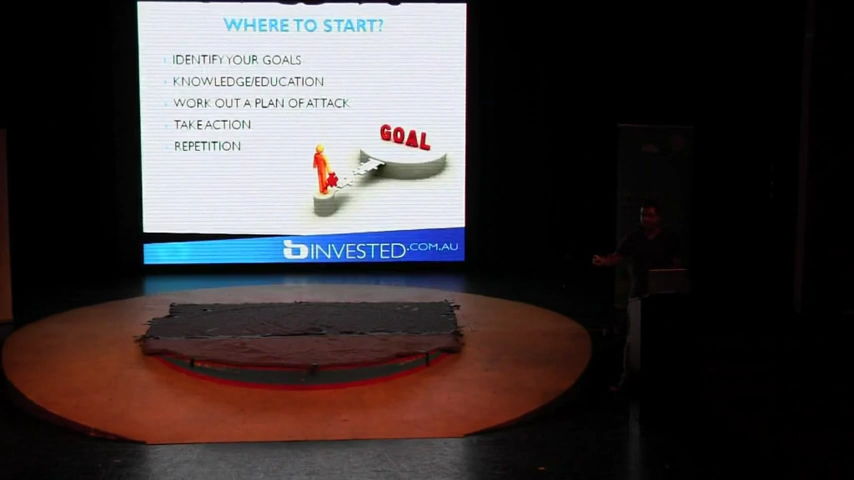 WHERE TO START?
IDENTIFY YOUR GOALS
KNOWLEDGE/EDUCATION
WORK OUT A PLAN OF ATTACK
TAKE ACTION
REPETITION
GOAL
bINVESTED.COM.AU